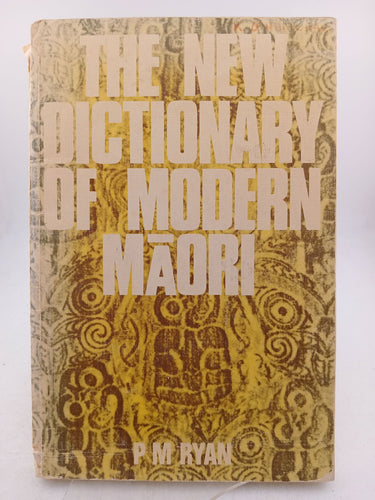 THE NEW
DICTIONARY
OF MODERN
MĀORI
P M RYAN